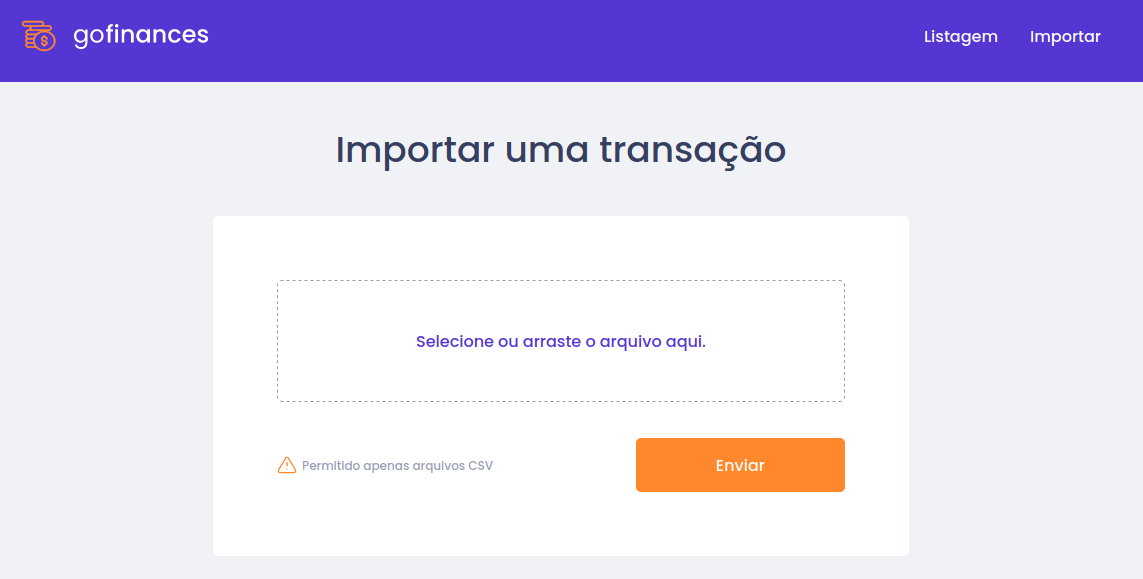 gofinances
Listagem
Importar
Importar uma transação
Selecione ou arraste o arquivo aqui.
Permitido apenas arquivos CSV
Enviar